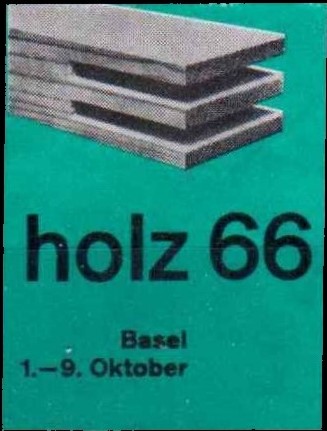 holz 66
Basel
1.–9. Oktober